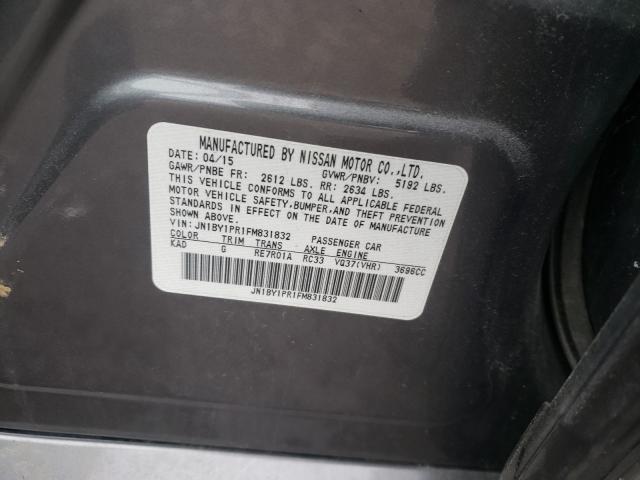 MANUFACTURED BY NISSAN MOTOR CO.,LTD.
DATE: 04/15 GVWR/PNBV: 5192 LBS.
GAWR/PNBE FR: 2612 LBS. RR: 2634 LBS.
THIS VEHICLE CONFORMS TO ALL APPLICABLE FEDERAL
MOTOR VEHICLE SAFETY,BUMPER,AND THEFT PREVENTION
STANDARDS IN EFFECT ON THE DATE OF MANUFACTURE
SHOWN ABOVE.
VIN: JN1BY1PR1FM831832 PASSENGER CAR
COLOR TRIM TRANS AXLE ENGINE
KAD G RE7R01A RC33 VQ37(VHR) 3696CC
JN1BY1PR1FM831832